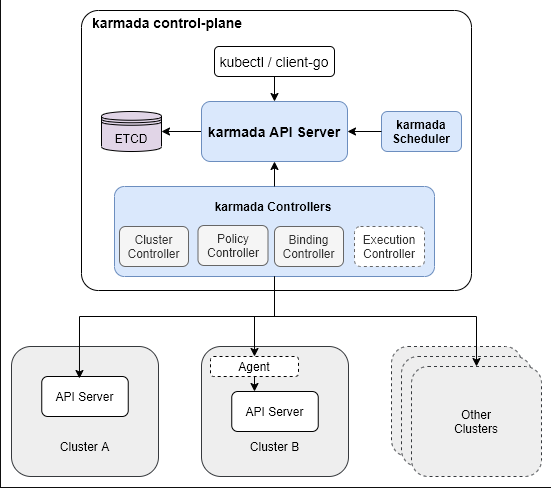 karmada control-plane
kubectl / client-go
ETCD
karmada API Server
karmada
Scheduler
karmada Controllers
Cluster
Controller
Policy
Controller
Binding
Controller
Execution
Controller
API Server
Cluster A
Agent
API Server
Cluster B
Other
Clusters